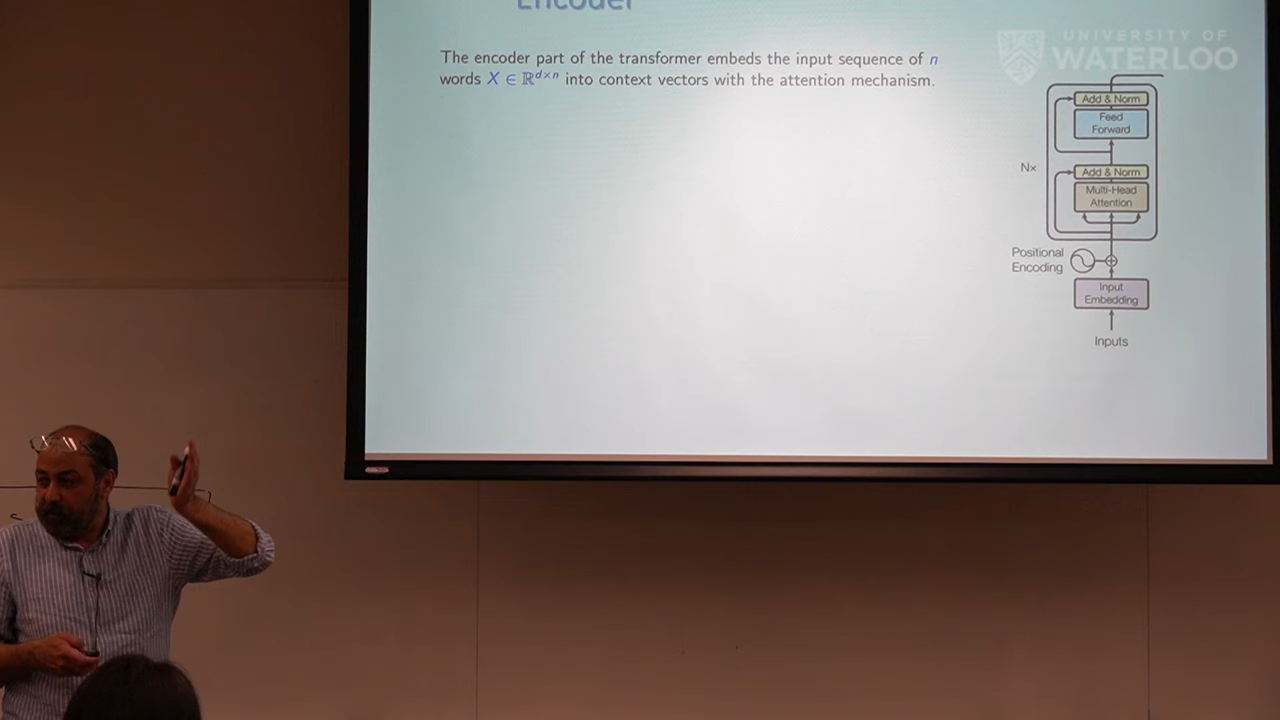 Encoder
The encoder part of the transformer embeds the input sequence of n
words X ∈ ℝᵈˣⁿ into context vectors with the attention mechanism.
UNIVERSITY OF
WATERLOO
Add & Norm
Feed
Forward
N×
Add & Norm
Multi-Head
Attention
Positional
Encoding
Input
Embedding
Inputs